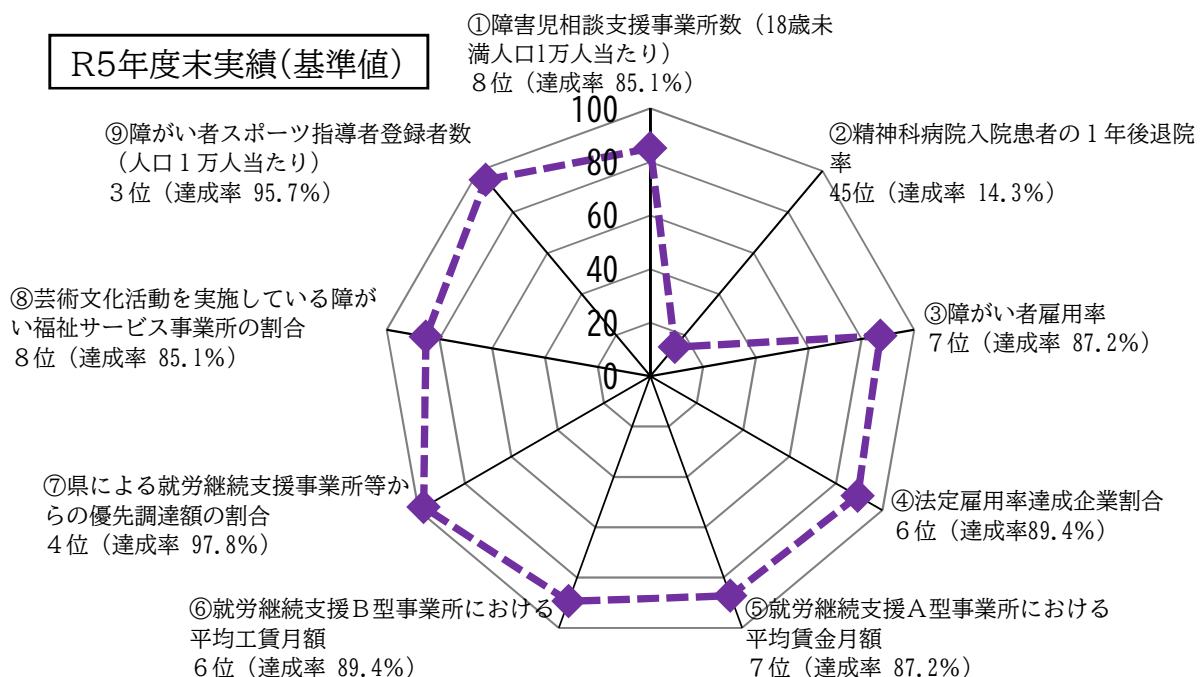 R5年度末実績(基準値)
①障害児相談支援事業所数（18歳未
満人口1万人当たり）
８位（達成率 85.1%）
②精神科病院入院患者の１年後退院
率
45位（達成率 14.3%）
③障がい者雇用率
７位（達成率 87.2%）
④法定雇用率達成企業割合
６位（達成率89.4%）
⑤就労継続支援Ａ型事業所における
平均賃金月額
７位（達成率 87.2%）
⑥就労継続支援Ｂ型事業所における
平均工賃月額
６位（達成率 89.4%）
⑦県による就労継続支援事業所等か
らの優先調達額の割合
４位（達成率 97.8%）
⑧芸術文化活動を実施している障が
い福祉サービス事業所の割合
８位（達成率 85.1%）
⑨障がい者スポーツ指導者登録者数
（人口１万人当たり）
３位（達成率 95.7%）
100
80
60
40
20
0